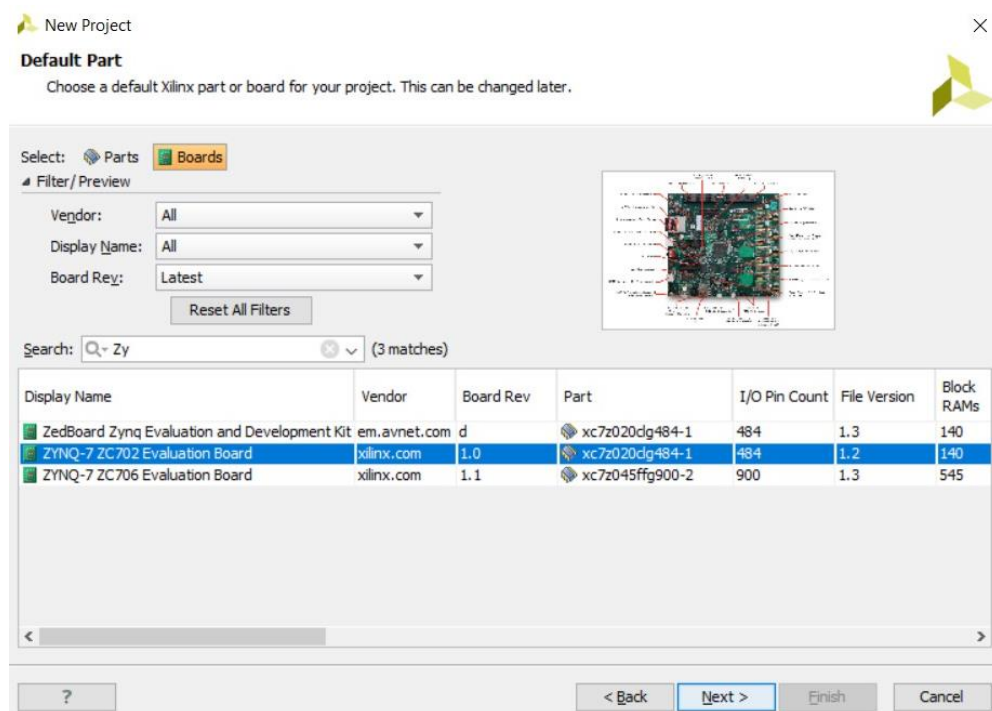 New Project
Default Part
Choose a default Xilinx part or board for your project. This can be changed later.
Select: Parts Boards
Filter/Preview
Vendor: All
Display Name: All
Board Rev: Latest
Reset All Filters
Search: Zy (3 matches)
Display Name Vendor Board Rev Part I/O Pin Count File Version Block RAMs
ZedBoard Zynq Evaluation and Development Kit em.avnet.com d xc7z020clg484-1 484 1.3 140
ZYNQ-7 ZC702 Evaluation Board xilinx.com 1.0 xc7z020clg484-1 484 1.2 140
ZYNQ-7 ZC706 Evaluation Board xilinx.com 1.1 xc7z045ffg900-2 900 1.3 545
? < Back Next > Finish Cancel